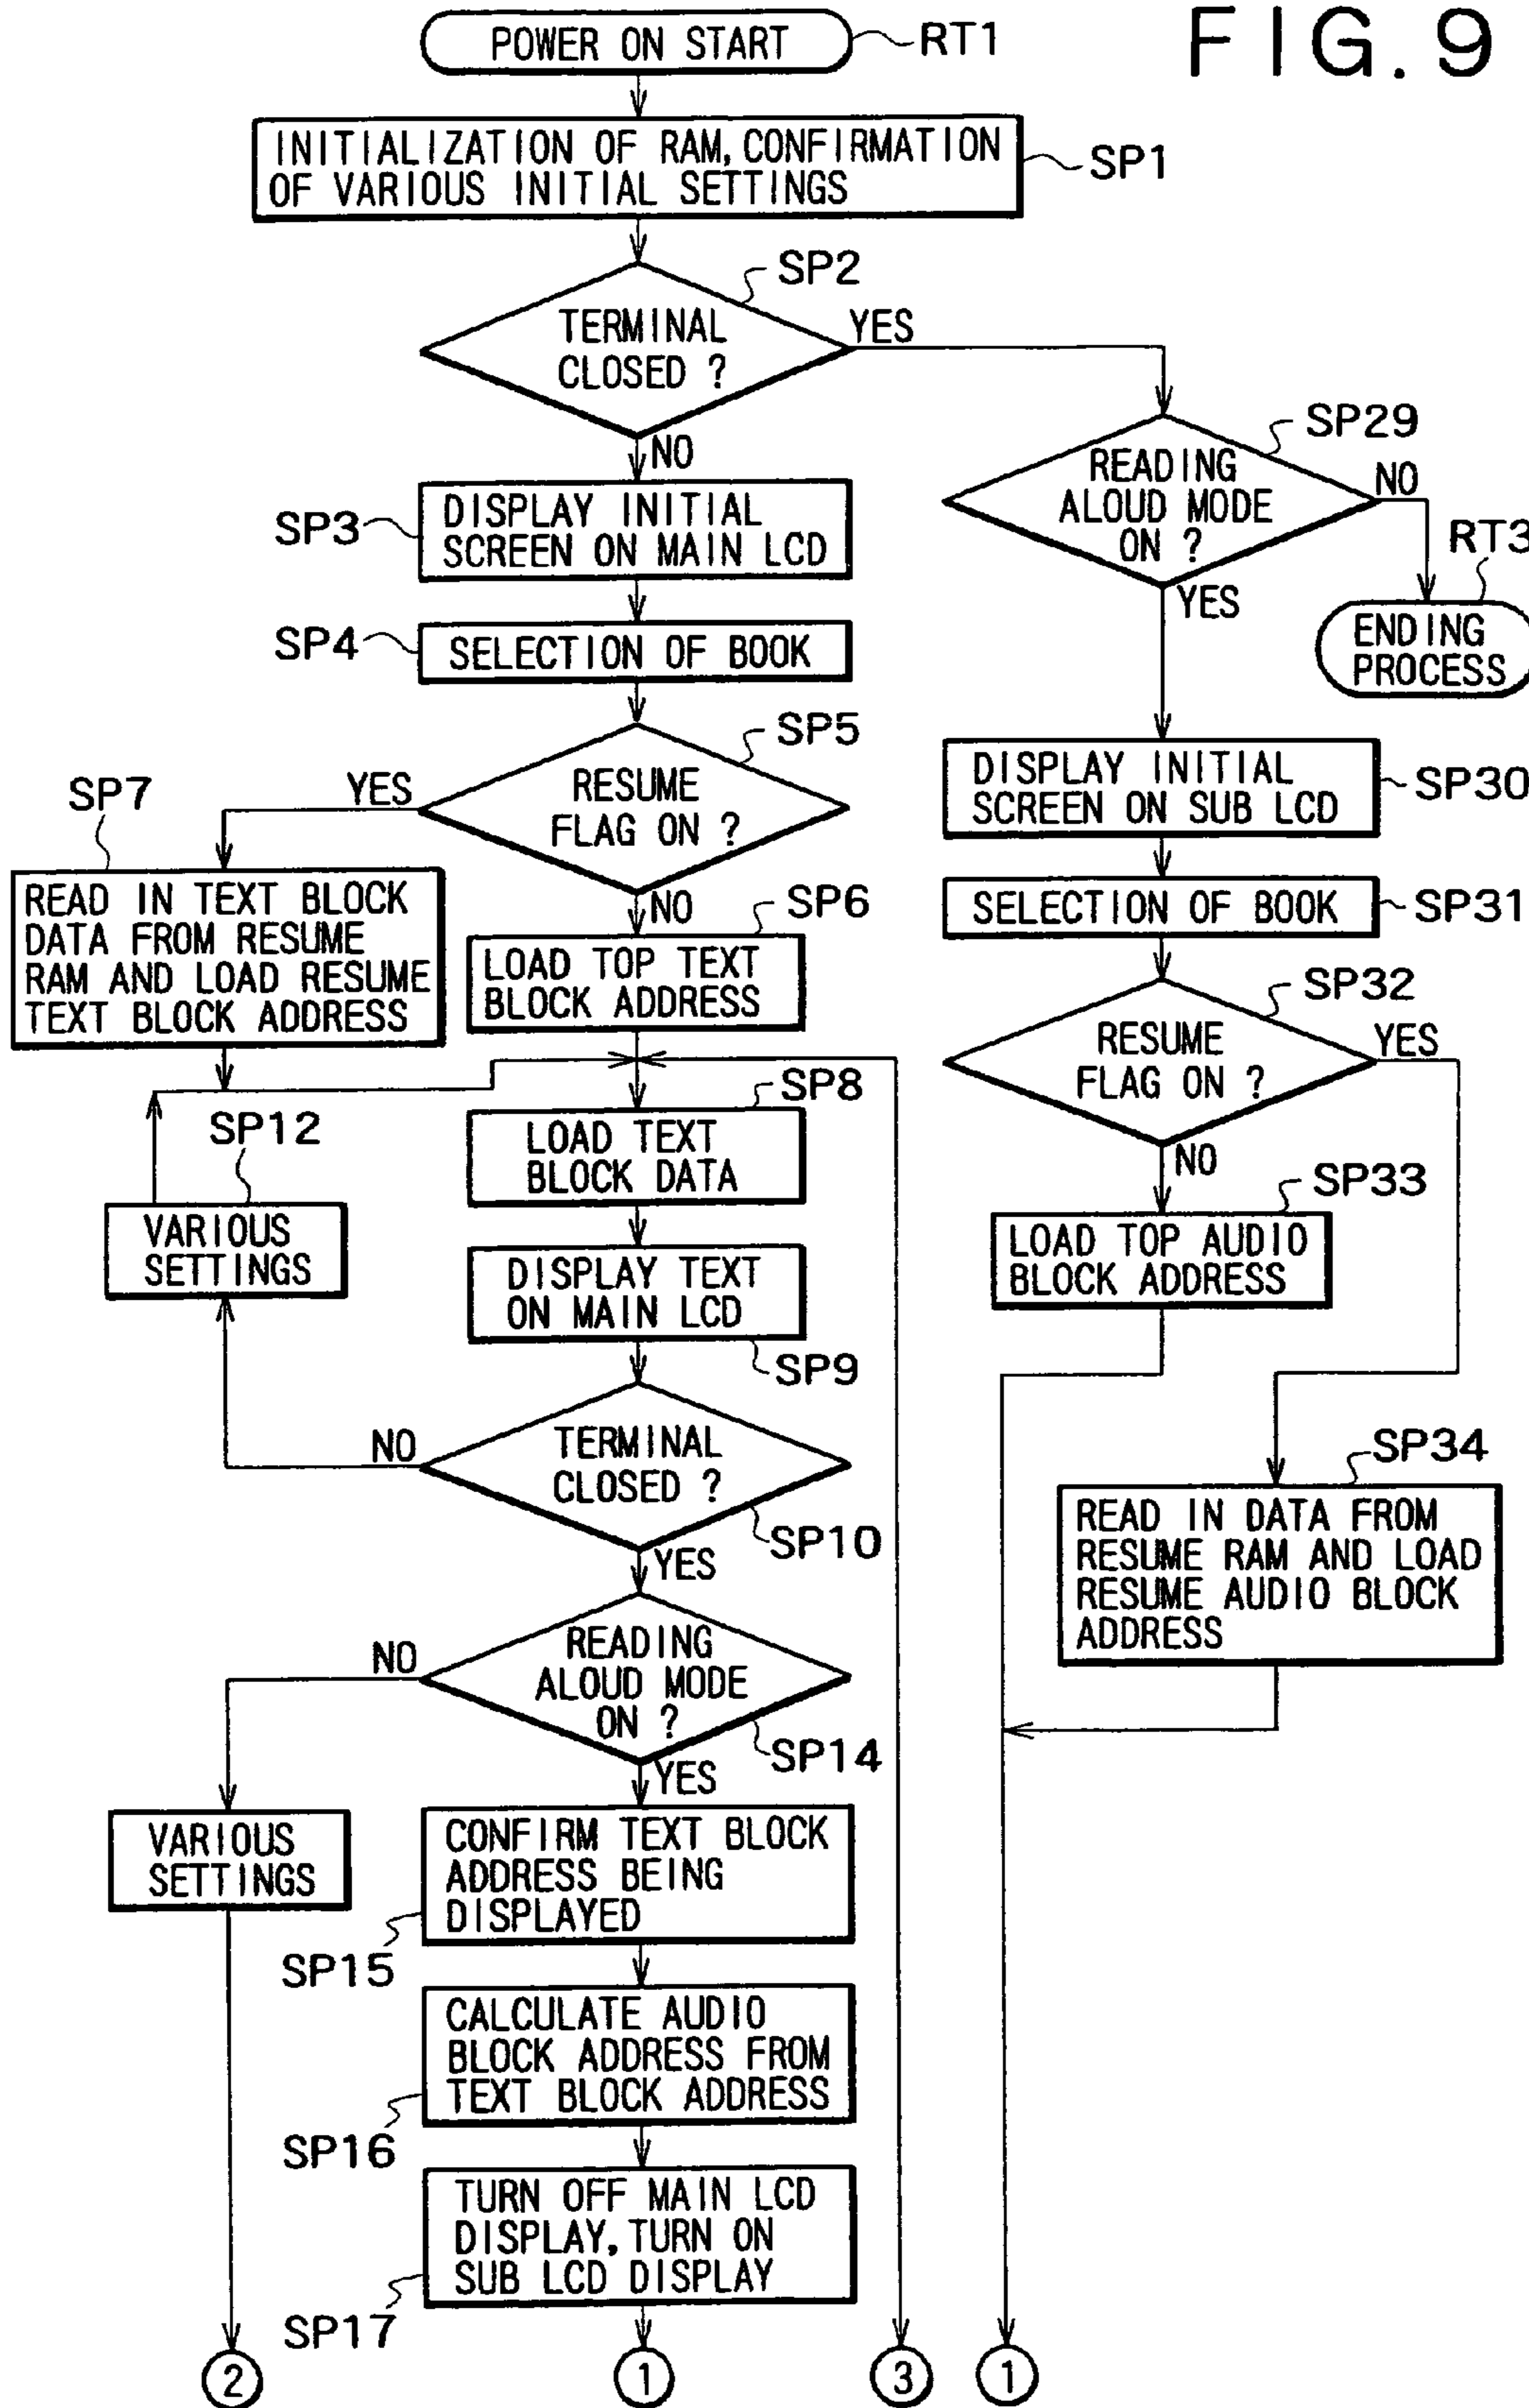 FIG. 9
POWER ON START
RT1
INITIALIZATION OF RAM, CONFIRMATION
OF VARIOUS INITIAL SETTINGS
SP1
SP2
TERMINAL
CLOSED ?
YES
NO
SP3
DISPLAY INITIAL
SCREEN ON MAIN LCD
SP4
SELECTION OF BOOK
SP5
RESUME
FLAG ON ?
YES
NO
SP7
READ IN TEXT BLOCK
DATA FROM RESUME
RAM AND LOAD RESUME
TEXT BLOCK ADDRESS
SP6
LOAD TOP TEXT
BLOCK ADDRESS
SP8
LOAD TEXT
BLOCK DATA
SP12
VARIOUS
SETTINGS
DISPLAY TEXT
ON MAIN LCD
SP9
TERMINAL
CLOSED ?
SP10
NO
YES
READING
ALOUD MODE
ON ?
SP14
NO
YES
VARIOUS
SETTINGS
CONFIRM TEXT BLOCK
ADDRESS BEING
DISPLAYED
SP15
CALCULATE AUDIO
BLOCK ADDRESS FROM
TEXT BLOCK ADDRESS
SP16
TURN OFF MAIN LCD
DISPLAY, TURN ON
SUB LCD DISPLAY
SP17
2
1
3
SP29
READING
ALOUD MODE
ON ?
NO
YES
RT3
ENDING
PROCESS
DISPLAY INITIAL
SCREEN ON SUB LCD
SP30
SELECTION OF BOOK
SP31
SP32
RESUME
FLAG ON ?
YES
NO
SP33
LOAD TOP AUDIO
BLOCK ADDRESS
SP34
READ IN DATA FROM
RESUME RAM AND LOAD
RESUME AUDIO BLOCK
ADDRESS
1